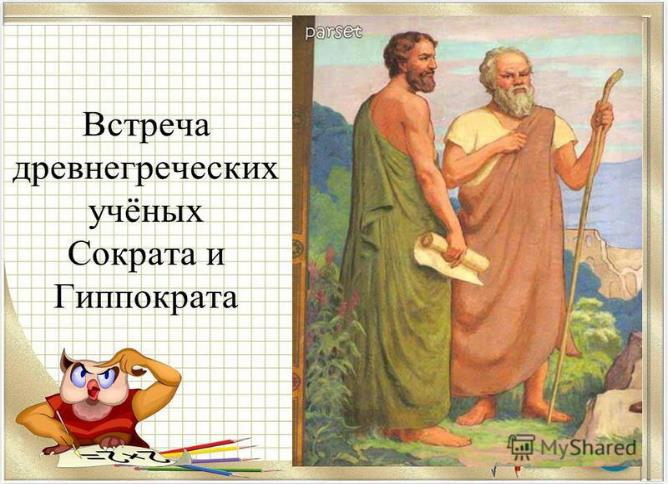 parset
Встреча
древнегреческих
учёных
Сократа и
Гиппократа
MyShared